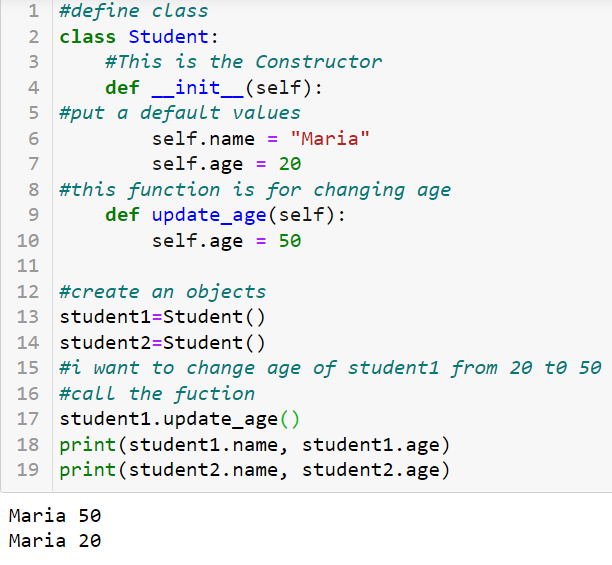 1 #define class
2 class Student:
3     #This is the Constructor
4     def __init__(self):
5 #put a default values
6         self.name = "Maria"
7         self.age = 20
8 #this function is for changing age
9     def update_age(self):
10         self.age = 50
11
12 #create an objects
13 student1=Student()
14 student2=Student()
15 #i want to change age of student1 from 20 t0 50
16 #call the fuction
17 student1.update_age()
18 print(student1.name, student1.age)
19 print(student2.name, student2.age)
Maria 50
Maria 20